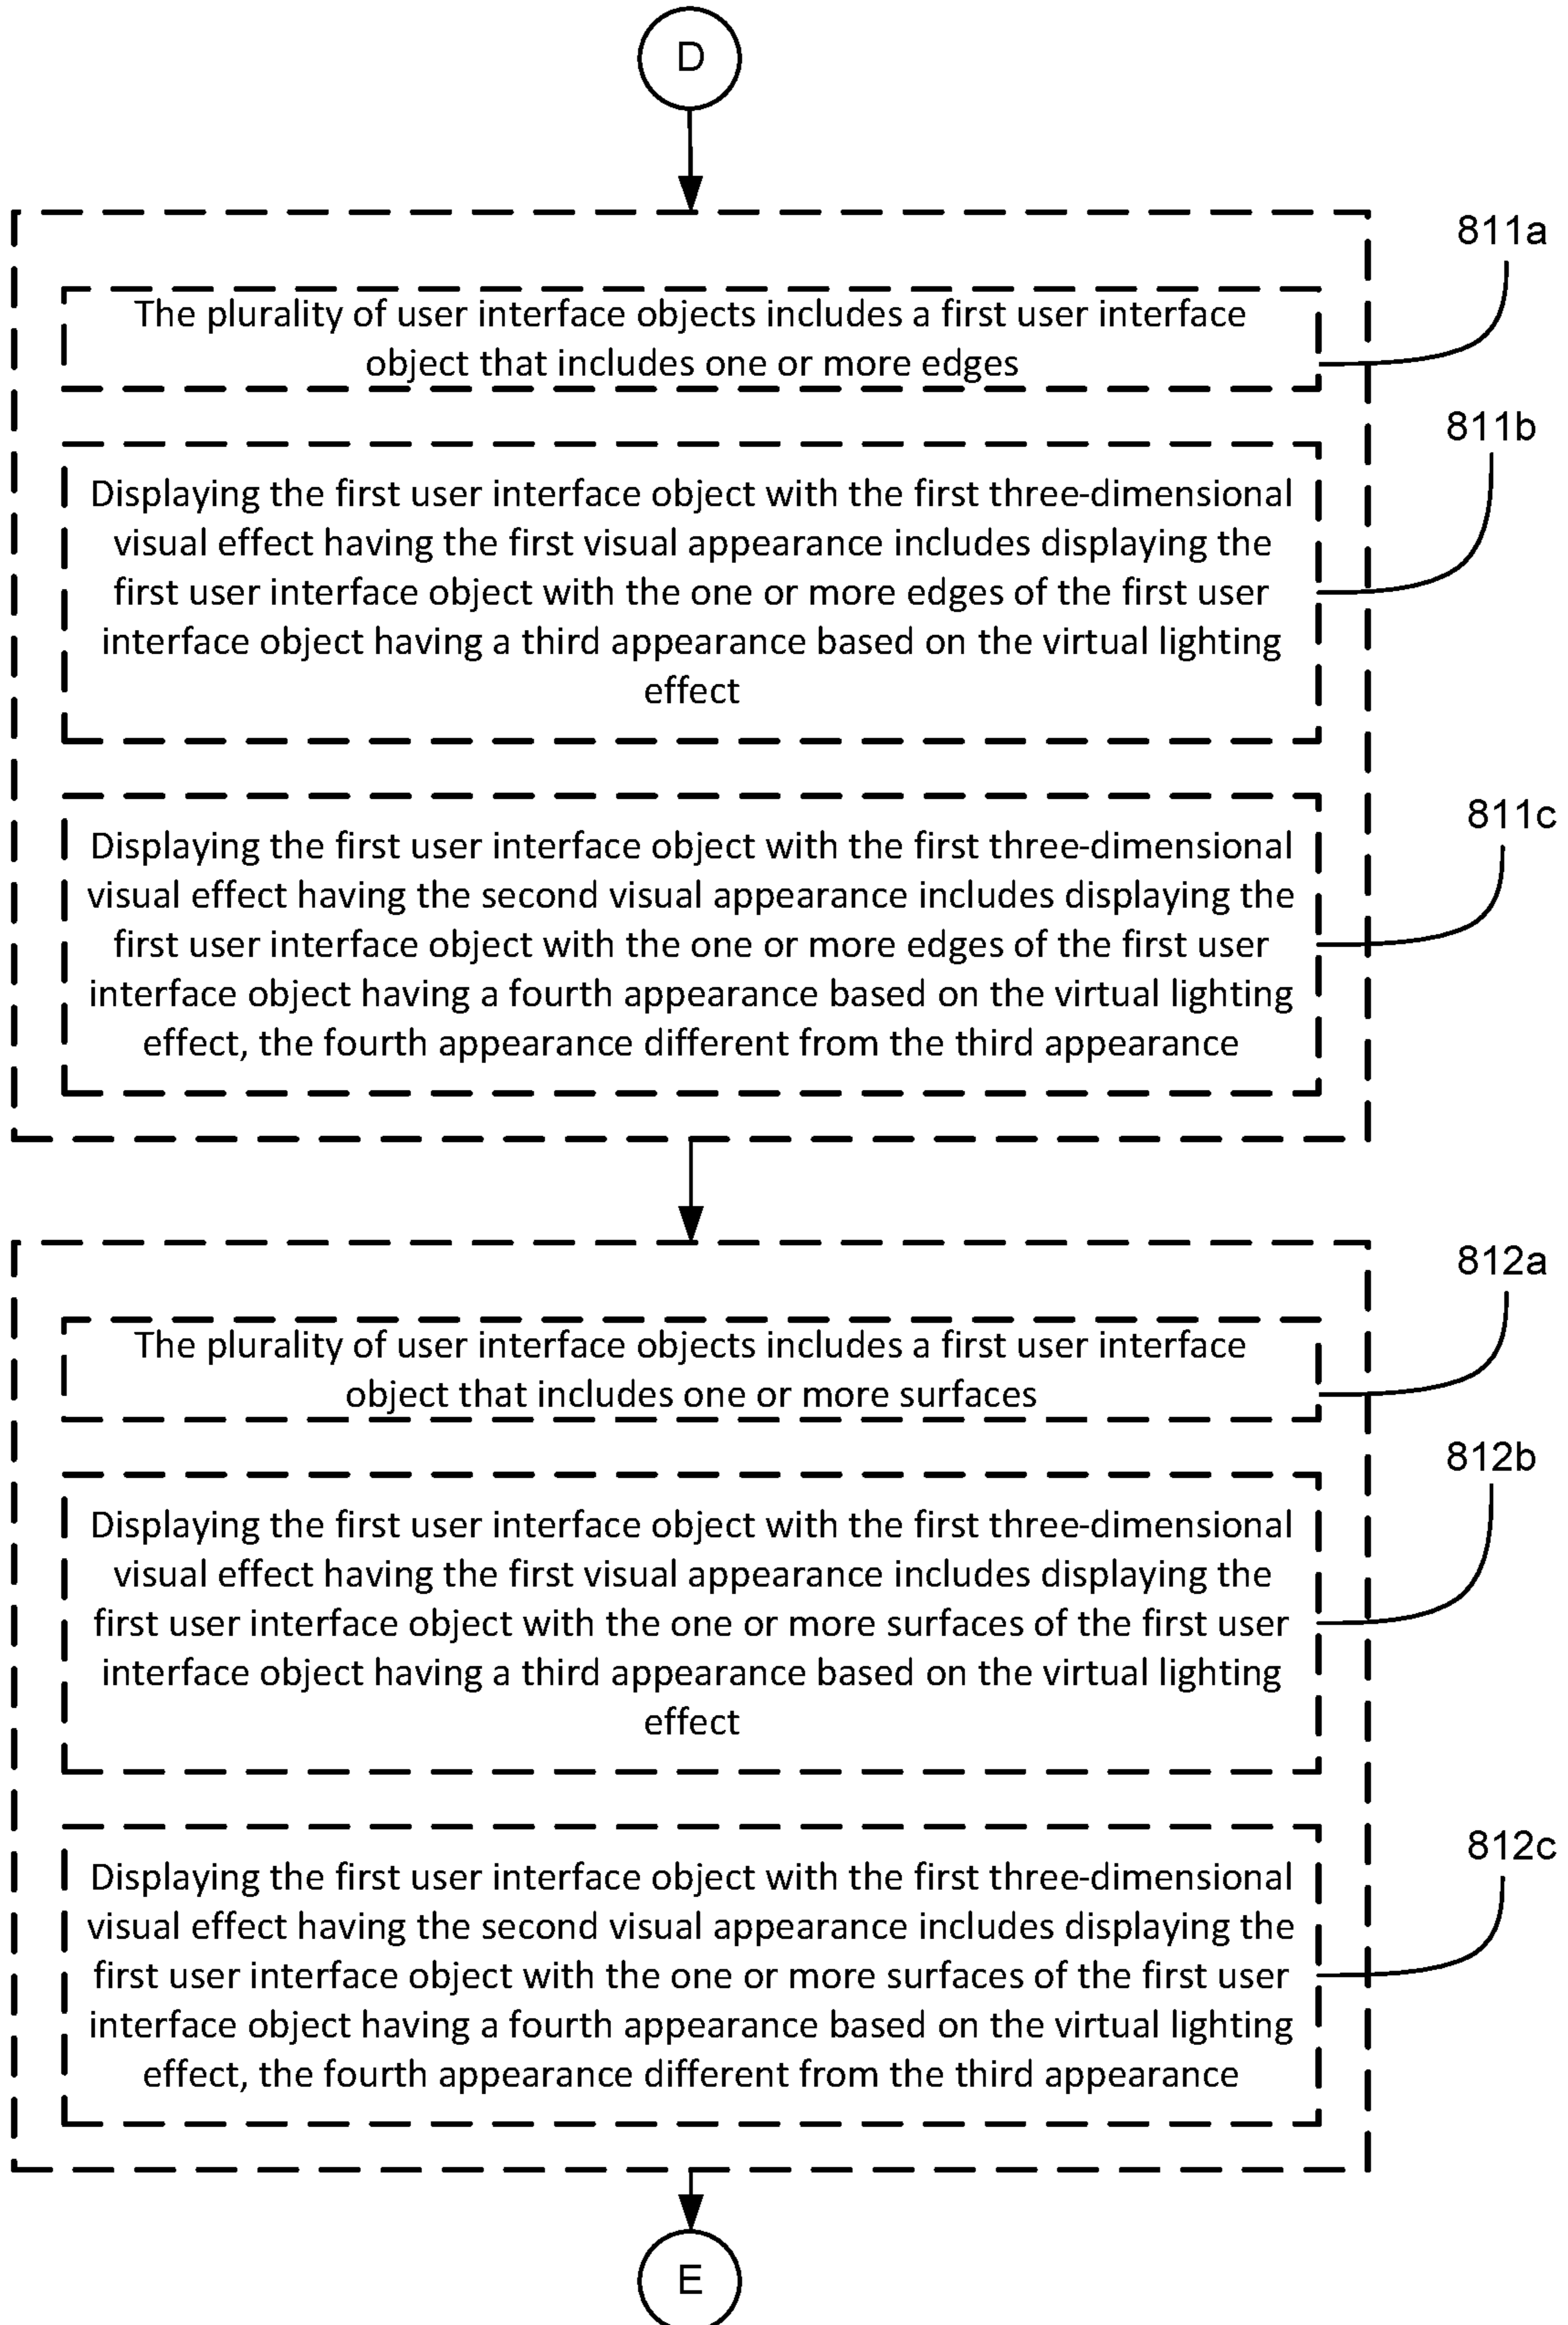 D
811a
The plurality of user interface objects includes a first user interface
object that includes one or more edges
811b
Displaying the first user interface object with the first three-dimensional
visual effect having the first visual appearance includes displaying the
first user interface object with the one or more edges of the first user
interface object having a third appearance based on the virtual lighting
effect
811c
Displaying the first user interface object with the first three-dimensional
visual effect having the second visual appearance includes displaying the
first user interface object with the one or more edges of the first user
interface object having a fourth appearance based on the virtual lighting
effect, the fourth appearance different from the third appearance
812a
The plurality of user interface objects includes a first user interface
object that includes one or more surfaces
812b
Displaying the first user interface object with the first three-dimensional
visual effect having the first visual appearance includes displaying the
first user interface object with the one or more surfaces of the first user
interface object having a third appearance based on the virtual lighting
effect
812c
Displaying the first user interface object with the first three-dimensional
visual effect having the second visual appearance includes displaying the
first user interface object with the one or more surfaces of the first user
interface object having a fourth appearance based on the virtual lighting
effect, the fourth appearance different from the third appearance
E